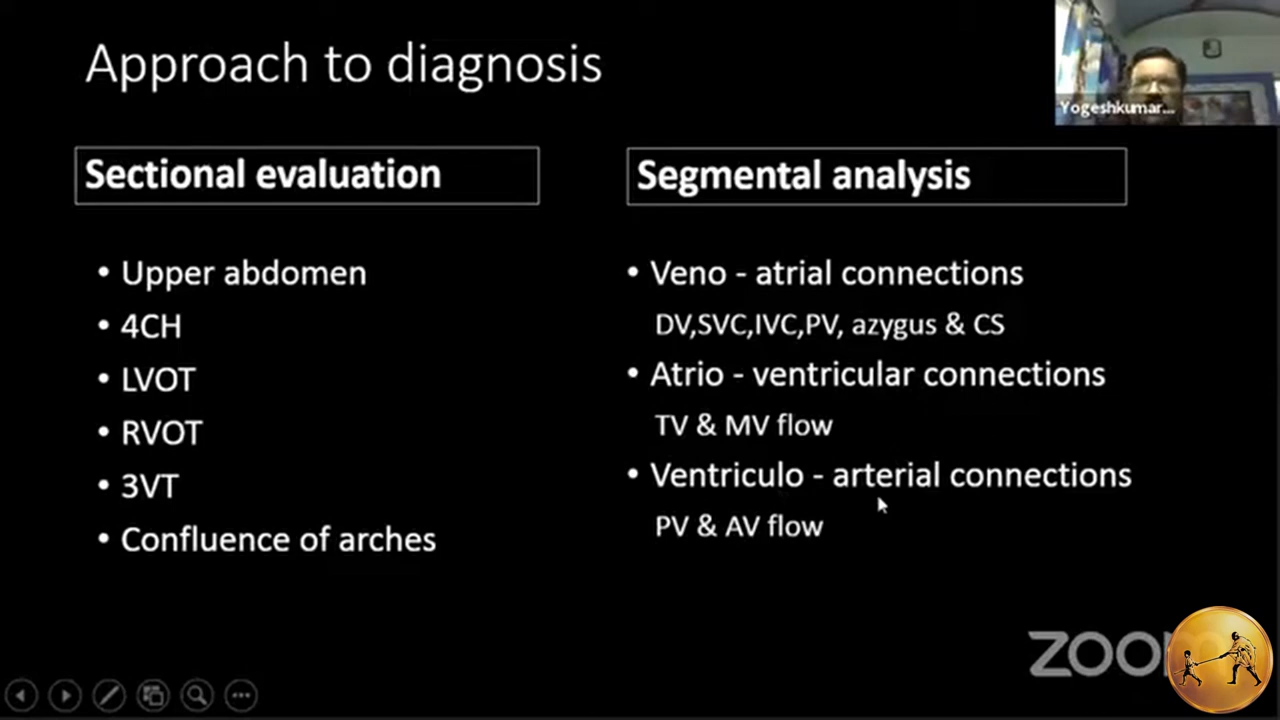 Approach to diagnosis
Yogeshkumar...
Sectional evaluation
• Upper abdomen
• 4CH
• LVOT
• RVOT
• 3VT
• Confluence of arches
Segmental analysis
• Veno - atrial connections
DV,SVC,IVC,PV, azygus & CS
• Atrio - ventricular connections
TV & MV flow
• Ventriculo - arterial connections
PV & AV flow
zoom